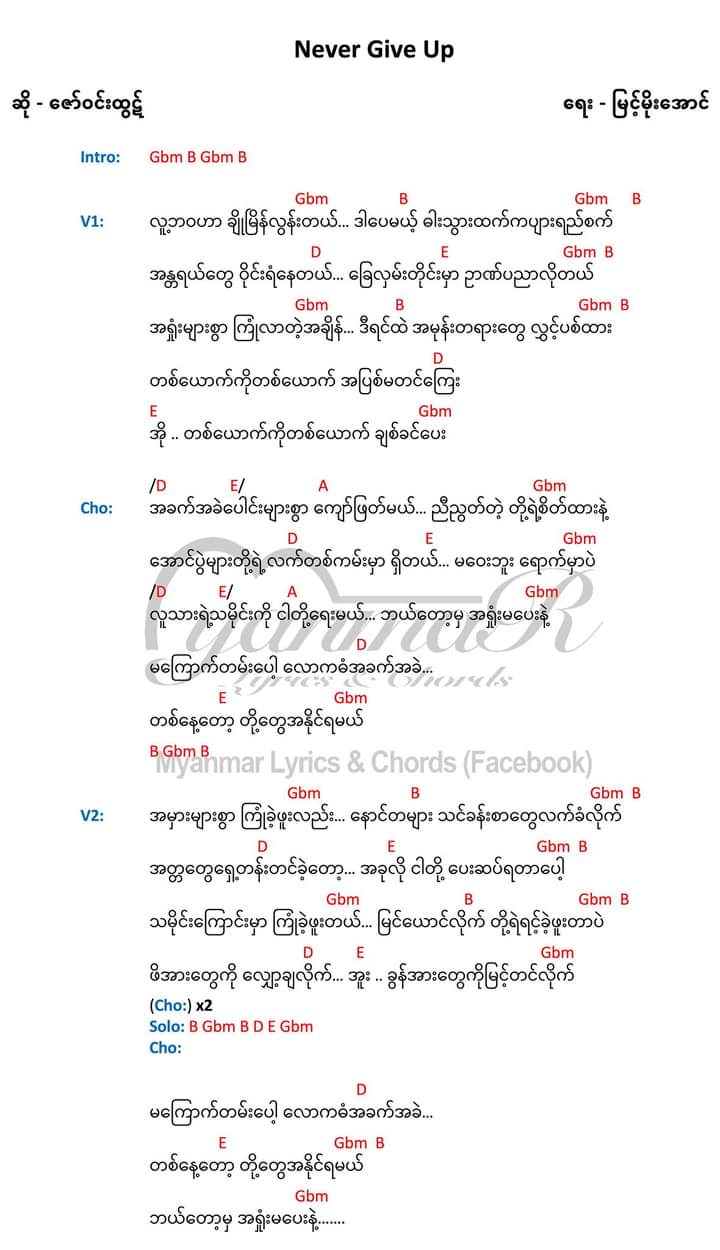 Never Give Up
ဆို - ဇော်ဝင်းထွဋ် ရေး - မြင့်မိုးအောင်
Intro: Gbm B Gbm B
Gbm B Gbm B
V1: လူ့ဘဝဟာ ချိုမြိန်လွန်းတယ်... ဒါပေမယ့် ဓါးသွားထက်ကပျားရည်စက်
D E Gbm B
အန္တရယ်တွေ ဝိုင်းရံနေတယ်... ခြေလှမ်းတိုင်းမှာ ဉာဏ်ပညာလိုတယ်
Gbm B Gbm B
အရှုံးများစွာ ကြုံလာတဲ့အချိန်... ဒီရင်ထဲ အမုန်းတရားတွေ လွှင့်ပစ်ထား
D
တစ်ယောက်ကိုတစ်ယောက် အပြစ်မတင်ကြေး
E Gbm
အို .. တစ်ယောက်ကိုတစ်ယောက် ချစ်ခင်ပေး
/D E/ A Gbm
Cho: အခက်အခဲပေါင်းများစွာ ကျော်ဖြတ်မယ်... ညီညွတ်တဲ့ တို့ရဲ့စိတ်ထားနဲ့
D E Gbm
အောင်ပွဲများတို့ရဲ့ လက်တစ်ကမ်းမှာ ရှိတယ်... မဝေးဘူး ရောက်မှာပဲ
/D E/ A Gbm
လူသားရဲ့သမိုင်းကို ငါတို့ရေးမယ်... ဘယ်တော့မှ အရှုံးမပေးနဲ့
D
မကြောက်တမ်းပေါ့ လောကဓံအခက်အခဲ...
E Gbm
တစ်နေ့တော့ တို့တွေအနိုင်ရမယ်
B Gbm B
MyanmaR
Lyrics & Chords
Myanmar Lyrics & Chords (Facebook)
Gbm B Gbm B
V2: အမှားများစွာ ကြုံခဲ့ဖူးလည်း... နောင်တများ သင်ခန်းစာတွေလက်ခံလိုက်
D E Gbm B
အတ္တတွေရှေ့တန်းတင်ခဲ့တော့... အခုလို ငါတို့ ပေးဆပ်ရတာပေါ့
Gbm B Gbm B
သမိုင်းကြောင်းမှာ ကြုံခဲ့ဖူးတယ်... မြင်ယောင်လိုက် တို့ရဲရင့်ခဲ့ဖူးတာပဲ
D E Gbm
ဖိအားတွေကို လျှော့ချလိုက်... အူး .. ခွန်အားတွေကိုမြင့်တင်လိုက်
(Cho:) x2
Solo: B Gbm B D E Gbm
Cho:
D
မကြောက်တမ်းပေါ့ လောကဓံအခက်အခဲ...
E Gbm B
တစ်နေ့တော့ တို့တွေအနိုင်ရမယ်
Gbm
ဘယ်တော့မှ အရှုံးမပေးနဲ့.......